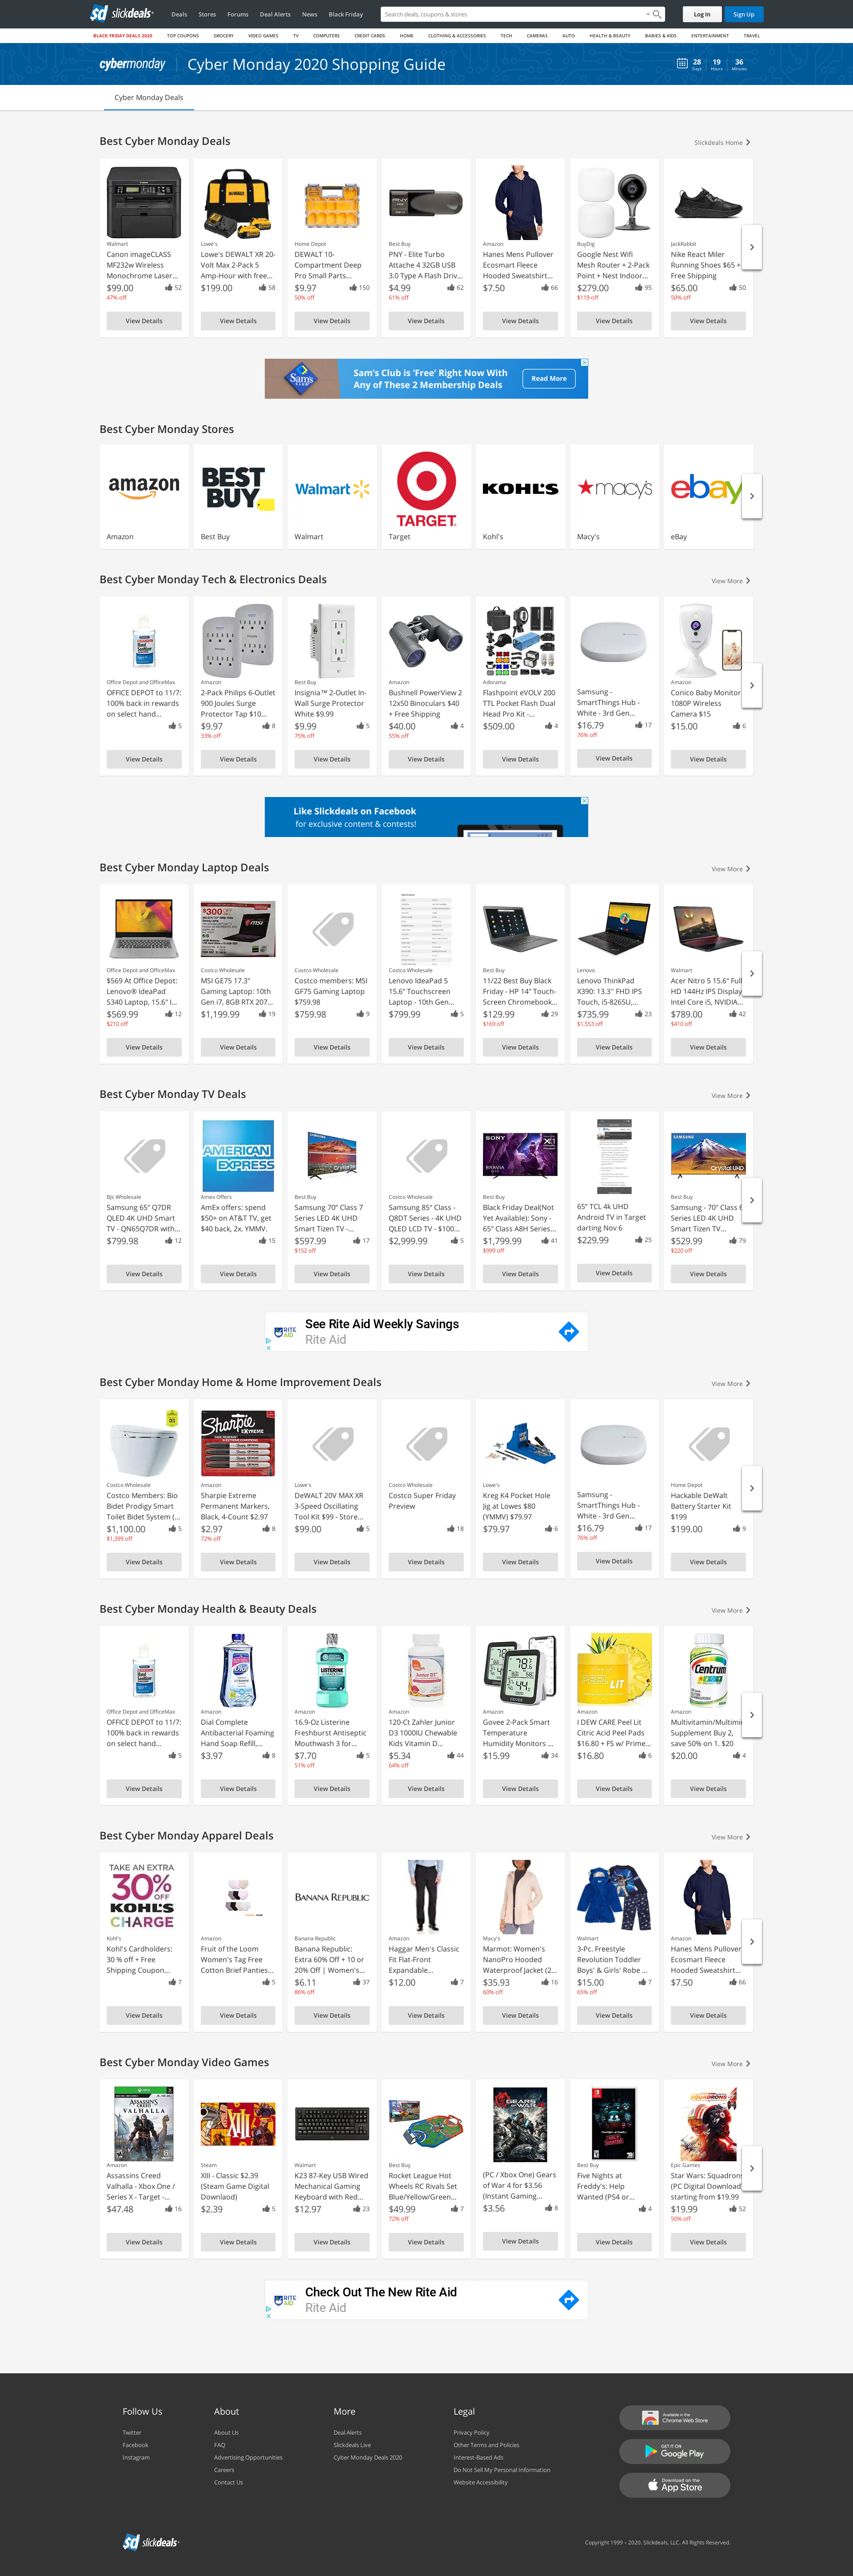 slickdeals
Deals Stores Forums Deal Alerts News Black Friday
Search deals, coupons & stores
Log In
Sign Up
BLACK FRIDAY DEALS 2020 TOP COUPONS GROCERY VIDEO GAMES TV COMPUTERS CREDIT CARDS HOME CLOTHING & ACCESSORIES TECH CAMERAS AUTO HEALTH & BEAUTY BABIES & KIDS ENTERTAINMENT TRAVEL
cybermonday
Cyber Monday 2020 Shopping Guide
28 19 36
Days Hours Minutes
Cyber Monday Deals
Best Cyber Monday Deals
Slickdeals Home
Walmart
Canon imageCLASS
MF232w Wireless
Monochrome Laser...
$99.00 52
47% off
View Details
Lowe's
Lowe's DEWALT XR 20-
Volt Max 2-Pack 5
Amp-Hour with free...
$199.00 58
View Details
Home Depot
DEWALT 10-
Compartment Deep
Pro Small Parts...
$9.97 150
50% off
View Details
Best Buy
PNY - Elite Turbo
Attache 4 32GB USB
3.0 Type A Flash Driv...
$4.99 62
61% off
View Details
Amazon
Hanes Mens Pullover
Ecosmart Fleece
Hooded Sweatshirt...
$7.50 66
View Details
BuyDig
Google Nest Wifi
Mesh Router + 2-Pack
Point + Nest Indoor...
$279.00 95
$119 off
View Details
JackRabbit
Nike React Miler
Running Shoes $65 +
Free Shipping
$65.00 50
50% off
View Details
Sam's Club is 'Free' Right Now With
Any of These 2 Membership Deals
Read More
Best Cyber Monday Stores
amazon
Amazon
BEST BUY
Best Buy
Walmart
Walmart
TARGET
Target
KOHL'S
Kohl's
macy's
Macy's
ebay
eBay
Best Cyber Monday Tech & Electronics Deals
View More
Office Depot and OfficeMax
OFFICE DEPOT to 11/7:
100% back in rewards
on select hand...
5
View Details
Amazon
2-Pack Philips 6-Outlet
900 Joules Surge
Protector Tap $10...
$9.97 8
33% off
View Details
Best Buy
Insignia™ 2-Outlet In-
Wall Surge Protector
White $9.99
$9.99 5
75% off
View Details
Amazon
Bushnell PowerView 2
12x50 Binoculars $40
+ Free Shipping
$40.00 4
55% off
View Details
Adorama
Flashpoint eVOLV 200
TTL Pocket Flash Dual
Head Pro Kit -...
$509.00 4
View Details
Samsung -
SmartThings Hub -
White - 3rd Gen...
$16.79 17
76% off
View Details
Amazon
Conico Baby Monitor
1080P Wireless
Camera $15
$15.00 6
View Details
Like Slickdeals on Facebook
for exclusive content & contests!
Best Cyber Monday Laptop Deals
View More
Office Depot and OfficeMax
$569 At Office Depot:
Lenovo® IdeaPad
S340 Laptop, 15.6" I...
$569.99 12
$210 off
View Details
$300
msi
Costco Wholesale
MSI GE75 17.3"
Gaming Laptop: 10th
Gen i7, 8GB RTX 207...
$1,199.99 19
View Details
Costco Wholesale
Costco members: MSI
GF75 Gaming Laptop
$759.98
$759.98 9
View Details
Costco Wholesale
Lenovo IdeaPad 5
15.6" Touchscreen
Laptop - 10th Gen...
$799.99 5
View Details
Best Buy
11/22 Best Buy Black
Friday - HP 14" Touch-
Screen Chromebook...
$129.99 29
$169 off
View Details
Lenovo
Lenovo ThinkPad
X390: 13.3'' FHD IPS
Touch, i5-8265U,...
$735.99 23
$1,553 off
View Details
Walmart
Acer Nitro 5 15.6" Full
HD 144Hz IPS Display,
Intel Core i5, NVIDIA...
$789.00 42
$410 off
View Details
Best Cyber Monday TV Deals
View More
BJs Wholesale
Samsung 65" Q7DR
QLED 4K UHD Smart
TV - QN65Q7DR with...
$799.98 12
View Details
AMERICAN
EXPRESS
Amex Offers
AmEx offers: spend
$50+ on AT&T TV, get
$40 back, 2x. YMMV.
15
View Details
Best Buy
Samsung 70" Class 7
Series LED 4K UHD
Smart Tizen TV -...
$597.99 17
$152 off
View Details
Costco Wholesale
Samsung 85" Class -
Q8DT Series - 4K UHD
QLED LCD TV - $100...
$2,999.99 5
View Details
SONY
Best Buy
Black Friday Deal(Not
Yet Available): Sony -
65" Class A8H Series...
$1,799.99 41
$999 off
View Details
65" TCL 4k UHD
Android TV in Target
darting Nov 6
$229.99 25
View Details
SAMSUNG
Crystal UHD
Best Buy
Samsung - 70" Class 6
Series LED 4K UHD
Smart Tizen TV...
$529.99 79
$220 off
View Details
RITE AID
See Rite Aid Weekly Savings
Rite Aid
Best Cyber Monday Home & Home Improvement Deals
View More
Costco Wholesale
Costco Members: Bio
Bidet Prodigy Smart
Toilet Bidet System (...
$1,100.00 5
$1,399 off
View Details
Sharpie
EXTREME
Amazon
Sharpie Extreme
Permanent Markers,
Black, 4-Count $2.97
$2.97 8
72% off
View Details
Lowe's
DeWALT 20V MAX XR
3-Speed Oscillating
Tool Kit $99 - Store...
$99.00 5
View Details
Costco Wholesale
Costco Super Friday
Preview
18
View Details
Lowe's
Kreg K4 Pocket Hole
Jig at Lowes $80
(YMMV) $79.97
$79.97 6
View Details
Samsung -
SmartThings Hub -
White - 3rd Gen...
$16.79 17
76% off
View Details
Home Depot
Hackable DeWalt
Battery Starter Kit
$199
$199.00 9
View Details
Best Cyber Monday Health & Beauty Deals
View More
Office Depot and OfficeMax
OFFICE DEPOT to 11/7:
100% back in rewards
on select hand...
5
View Details
Amazon
Dial Complete
Antibacterial Foaming
Hand Soap Refill,...
$3.97 8
View Details
LISTERINE
Amazon
16.9-Oz Listerine
Freshburst Antiseptic
Mouthwash 3 for...
$7.70 5
51% off
View Details
Junior D3
Amazon
120-Ct Zahler Junior
D3 1000IU Chewable
Kids Vitamin D...
$5.34 44
64% off
View Details
Amazon
Govee 2-Pack Smart
Temperature
Humidity Monitors ...
$15.99 34
View Details
PEEL LIT
Amazon
I DEW CARE Peel Lit
Citric Acid Peel Pads
$16.80 + FS w/ Prime...
$16.80 6
View Details
Centrum
Amazon
Multivitamin/Multimin
Supplement Buy 2,
save 50% on 1. $20
$20.00 4
View Details
Best Cyber Monday Apparel Deals
View More
TAKE AN EXTRA
30% OFF
KOHL'S
CHARGE
Kohl's
Kohl's Cardholders:
30 % off + Free
Shipping Coupon...
7
View Details
Amazon
Fruit of the Loom
Women's Tag Free
Cotton Brief Panties...
5
View Details
BANANA REPUBLIC
Banana Republic
Banana Republic:
Extra 60% Off + 10 or
20% Off | Women's...
$6.11 37
86% off
View Details
Amazon
Haggar Men's Classic
Fit Flat-Front
Expandable...
$12.00 7
View Details
Macy's
Marmot: Women's
NanoPro Hooded
Waterproof Jacket (2...
$35.93 16
60% off
View Details
Walmart
3-Pc. Freestyle
Revolution Toddler
Boys' & Girls' Robe ...
$15.00 7
65% off
View Details
Amazon
Hanes Mens Pullover
Ecosmart Fleece
Hooded Sweatshirt...
$7.50 66
View Details
Best Cyber Monday Video Games
View More
ASSASSIN'S
CREED
VALHALLA
Amazon
Assassins Creed
Valhalla - Xbox One /
Series X - Target -...
$47.48 16
View Details
XIII
Steam
XIII - Classic $2.39
(Steam Game Digital
Downlaod)
$2.39 5
View Details
Walmart
K23 87-Key USB Wired
Mechanical Gaming
Keyboard with Red...
$12.97 23
View Details
Best Buy
Rocket League Hot
Wheels RC Rivals Set
Blue/Yellow/Green...
$49.99 7
72% off
View Details
GEARS
(PC / Xbox One) Gears
of War 4 for $3.56
(Instant Gaming...
$3.56 8
View Details
Best Buy
Five Nights at
Freddy's: Help
Wanted (PS4 or...
4
View Details
SQUADRONS
Epic Games
Star Wars: Squadrons
(PC Digital Download)
starting from $19.99
$19.99 52
50% off
View Details
RITE AID
Check Out The New Rite Aid
Rite Aid
Follow Us
Twitter
Facebook
Instagram
About
About Us
FAQ
Advertising Opportunities
Careers
Contact Us
More
Deal Alerts
Slickdeals Live
Cyber Monday Deals 2020
Legal
Privacy Policy
Other Terms and Policies
Interest-Based Ads
Do Not Sell My Personal Information
Website Accessibility
Available in the
Chrome Web Store
GET IT ON
Google Play
Download on the
App Store
slickdeals
Copyright 1999 - 2020. Slickdeals, LLC. All Rights Reserved.